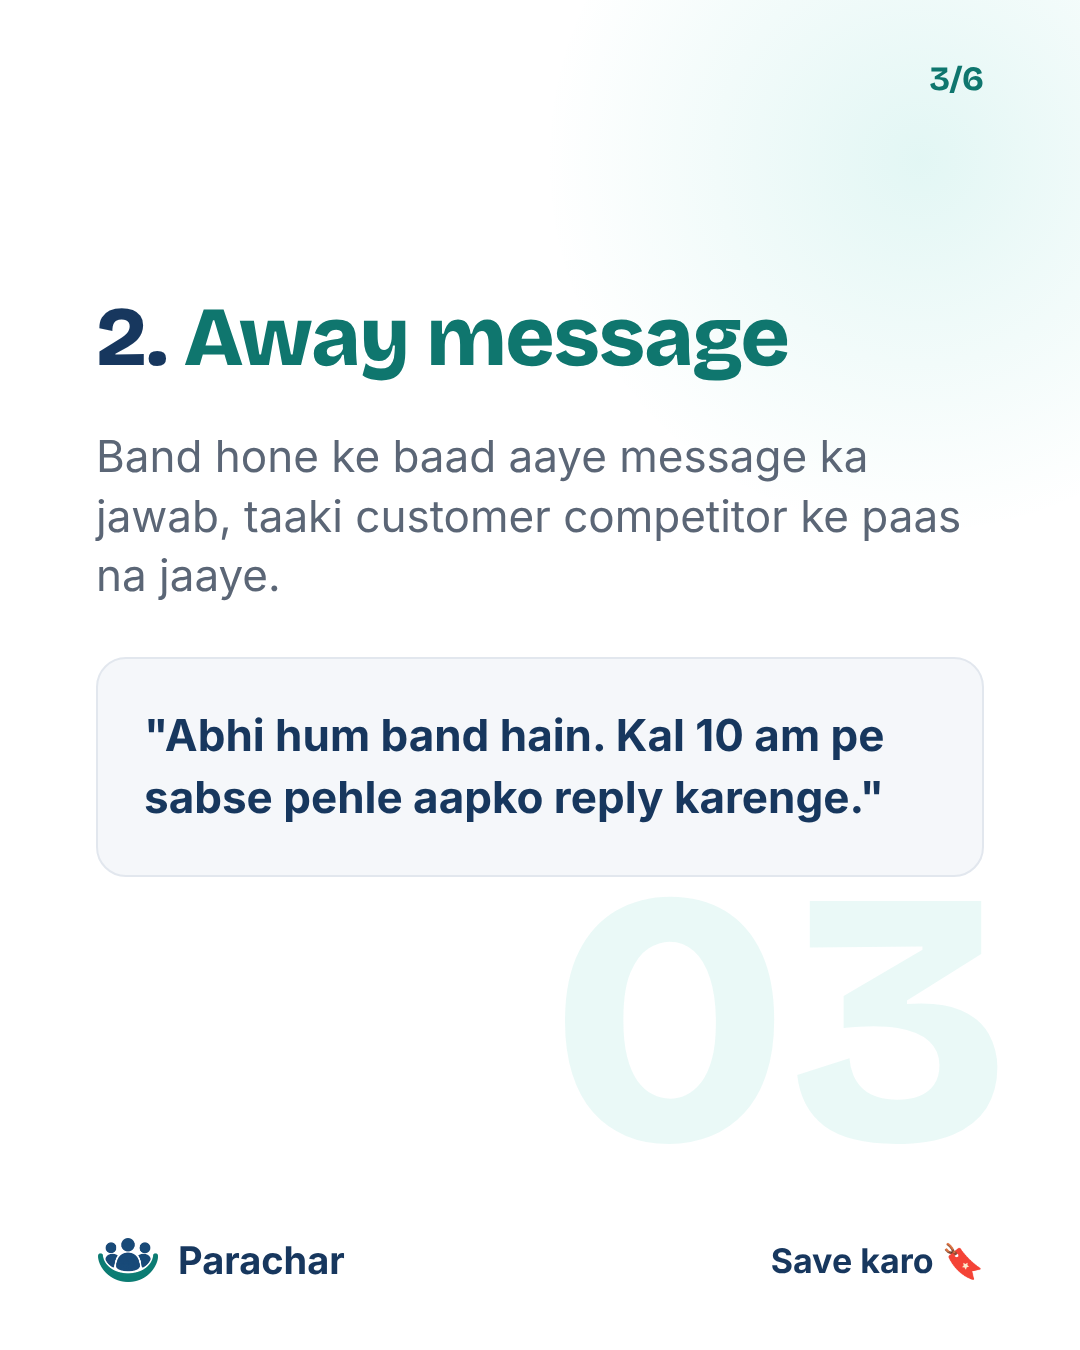 3/6
2. Away message
Band hone ke baad aaye message ka
jawab, taaki customer competitor ke paas
na jaaye.
"Abhi hum band hain. Kal 10 am pe
sabse pehle aapko reply karenge."
03
Parachar
Save karo 🔖